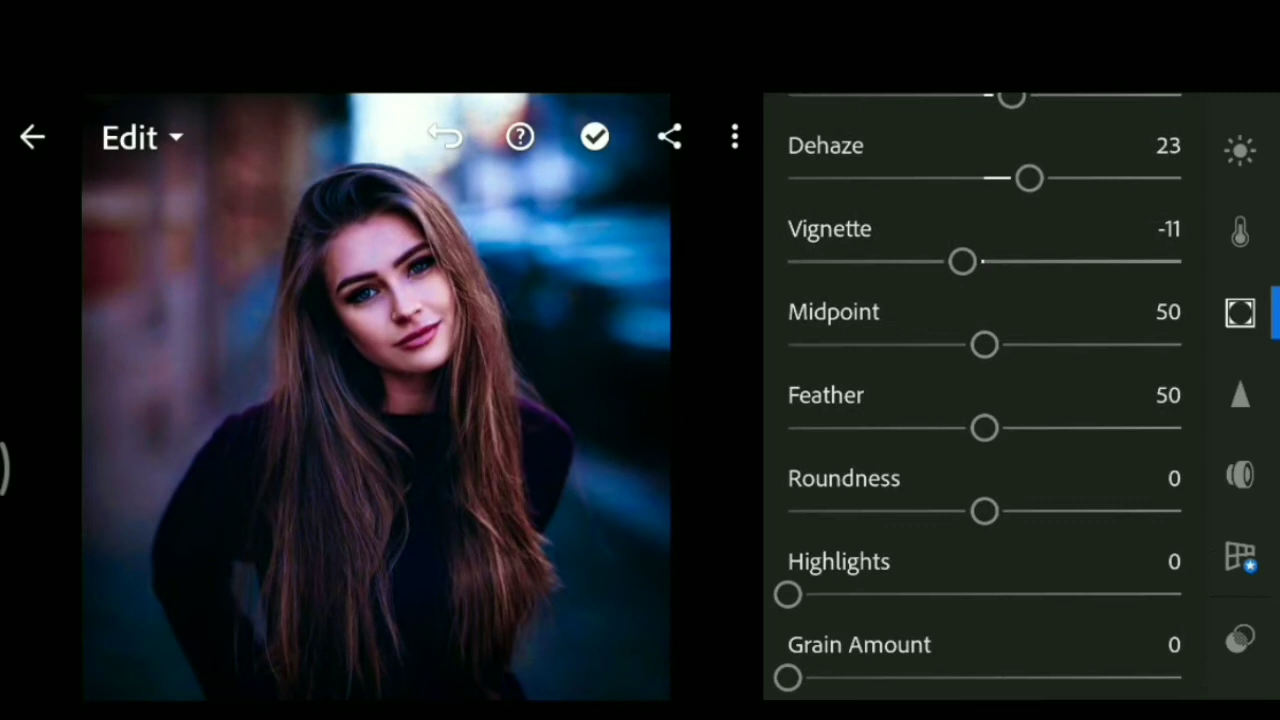 Edit
Dehaze 23
Vignette -11
Midpoint 50
Feather 50
Roundness 0
Highlights 0
Grain Amount 0